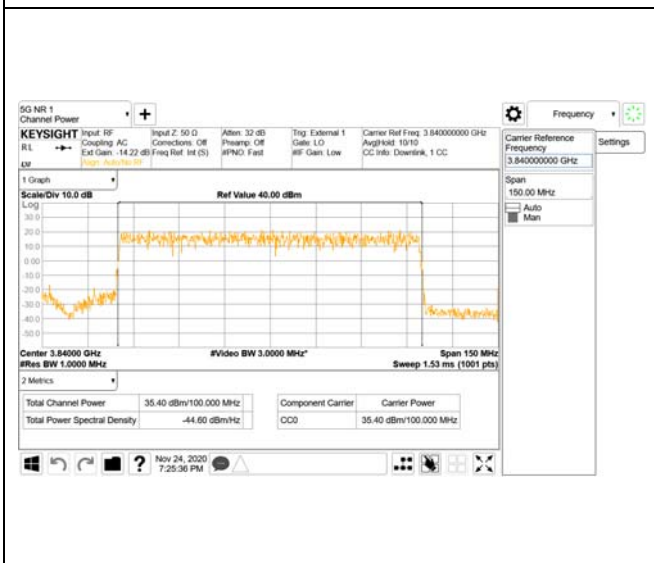 5G NR 1
Channel Power
Frequency
KEYSIGHT
RL
Input: RF
Coupling: AC
Ext Gain: -14.22 dB
Align: Auto/No RF
Input Z: 50 Ω
Corrections: Off
Freq Ref: Int (S)
Atten: 32 dB
Preamp: Off
#PNO: Fast
Trig: External 1
Gate: LO
#IF Gain: Low
Carrier Ref Freq: 3.840000000 GHz
Avg|Hold: 10/10
CC Info: Downlink, 1 CC
Carrier Reference
Frequency
3.840000000 GHz
Settings
Span
150.00 MHz
Auto
Man
1 Graph
Scale/Div 10.0 dB
Ref Value 40.00 dBm
Log
30.0
20.0
10.0
0.00
-10.0
-20.0
-30.0
-40.0
-50.0
Center 3.84000 GHz
#Video BW 3.0000 MHz*
Span 150 MHz
#Res BW 1.0000 MHz
Sweep 1.53 ms (1001 pts)
2 Metrics
Total Channel Power 35.40 dBm/100.000 MHz
Total Power Spectral Density -44.60 dBm/Hz
Component Carrier Carrier Power
CC0 35.40 dBm/100.000 MHz
?
Nov 24, 2020
7:25:36 PM